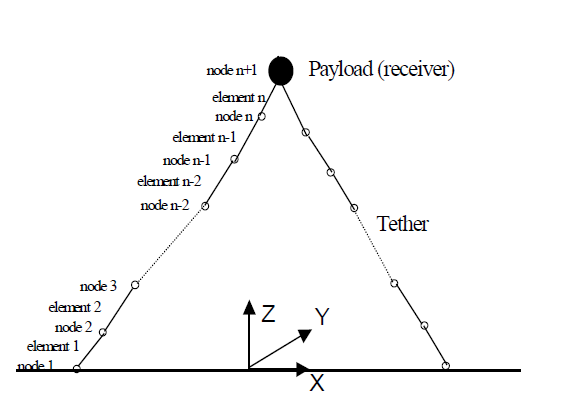 node n+1
Payload (receiver)
element n
node n
element n-1
node n-1
element n-2
node n-2
Tether
node 3
element 2
Z
Y
node 2
element 1
node 1
X